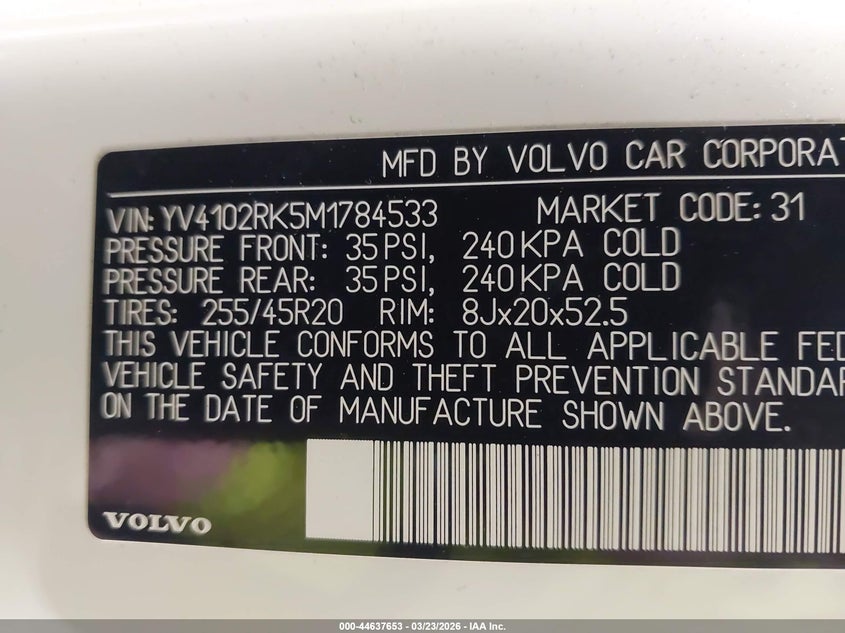 MFD BY VOLVO CAR CORPORAT
VIN: YV4102RK5M1784533 MARKET CODE: 31
PRESSURE FRONT: 35 PSI, 240 KPA COLD
PRESSURE REAR: 35 PSI, 240 KPA COLD
TIRES: 255/45R20 RIM: 8Jx20x52.5
THIS VEHICLE CONFORMS TO ALL APPLICABLE FED
VEHICLE SAFETY AND THEFT PREVENTION STANDAR
ON THE DATE OF MANUFACTURE SHOWN ABOVE.
VOLVO
000-44637653 — 03/23/2026 — IAA Inc.